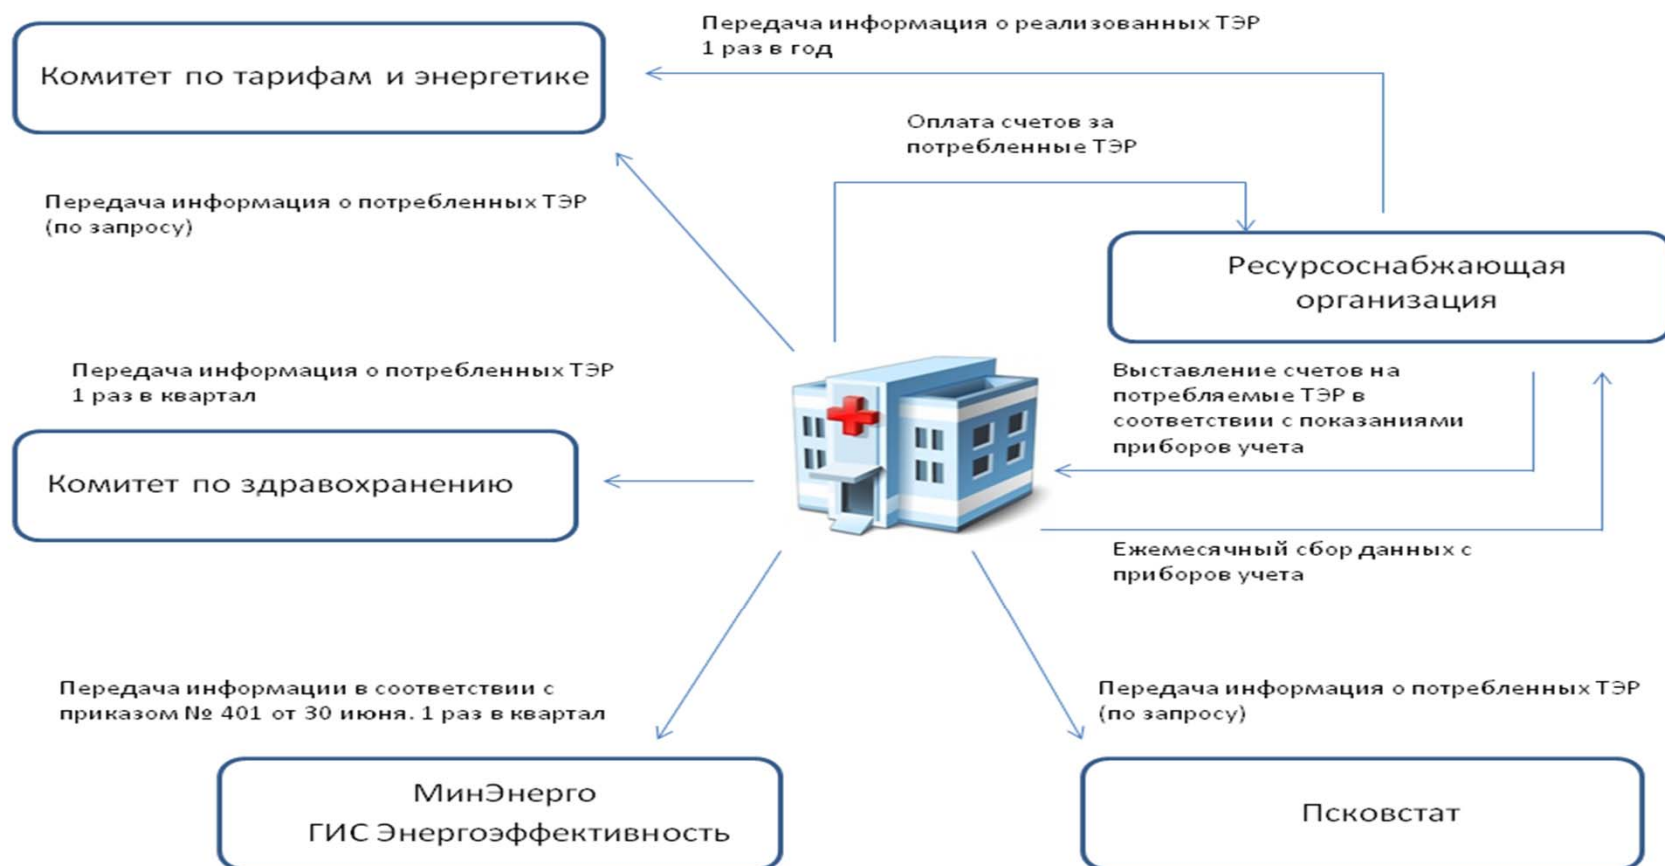 Передача информация о реализованных ТЭР
1 раз в год
Комитет по тарифам и энергетике
Оплата счетов за
потребленные ТЭР
Передача информация о потребленных ТЭР
(по запросу)
Ресурсоснабжающая
организация
Передача информация о потребленных ТЭР
1 раз в квартал
Выставление счетов на
потребляемые ТЭР в
соответствии с показаниями
приборов учета
Комитет по здравохранению
Ежемесячный сбор данных с
приборов учета
Передача информации в соответствии с
приказом № 401 от 30 июня. 1 раз в квартал
Передача информация о потребленных ТЭР
(по запросу)
МинЭнерго
ГИС Энергоэффективность
Псковстат